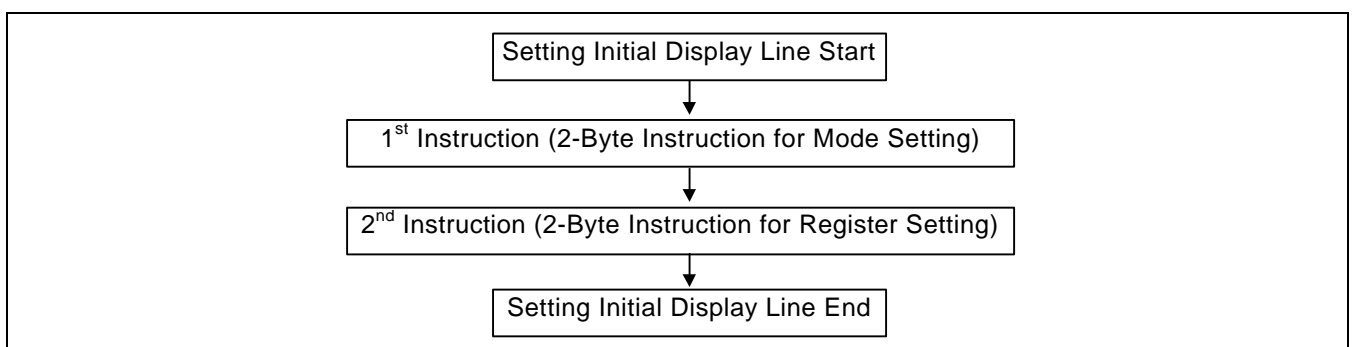 Setting Initial Display Line Start
1st Instruction (2-Byte Instruction for Mode Setting)
2nd Instruction (2-Byte Instruction for Register Setting)
Setting Initial Display Line End